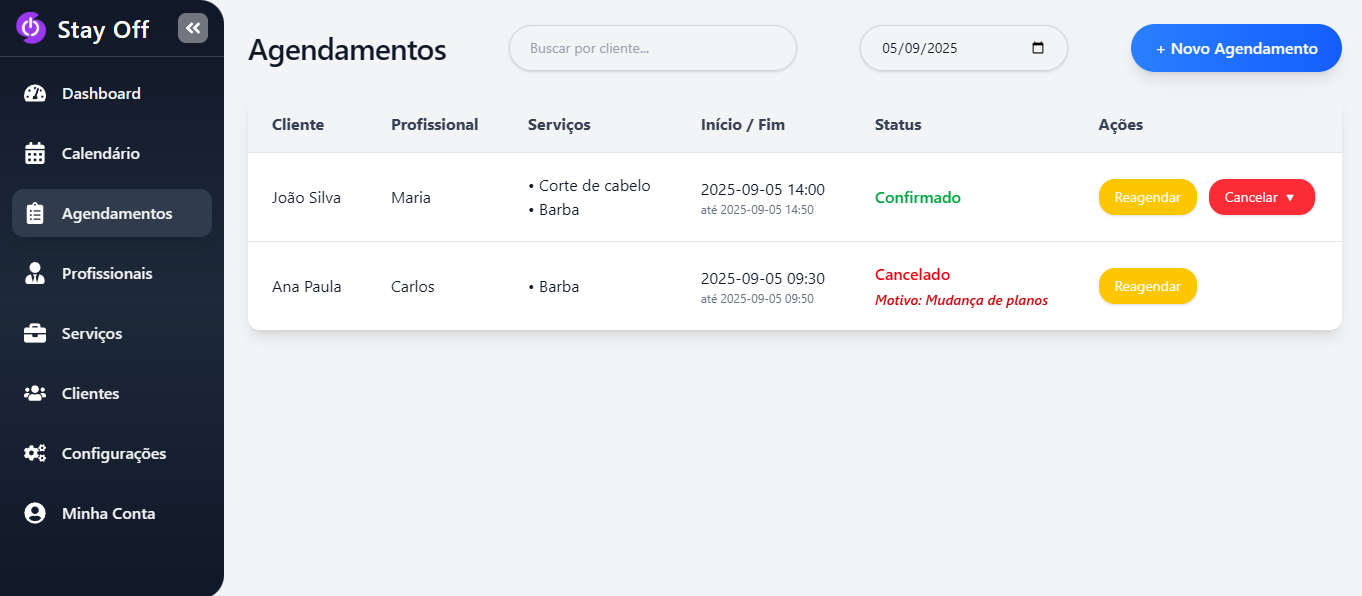 Stay Off
Dashboard
Calendário
Agendamentos
Profissionais
Serviços
Clientes
Configurações
Minha Conta
Agendamentos
Buscar por cliente...
05/09/2025
+ Novo Agendamento
Cliente Profissional Serviços Início / Fim Status Ações
João Silva Maria
• Corte de cabelo
• Barba
2025-09-05 14:00
até 2025-09-05 14:50
Confirmado
Reagendar Cancelar ▼
Ana Paula Carlos
• Barba
2025-09-05 09:30
até 2025-09-05 09:50
Cancelado
Motivo: Mudança de planos
Reagendar